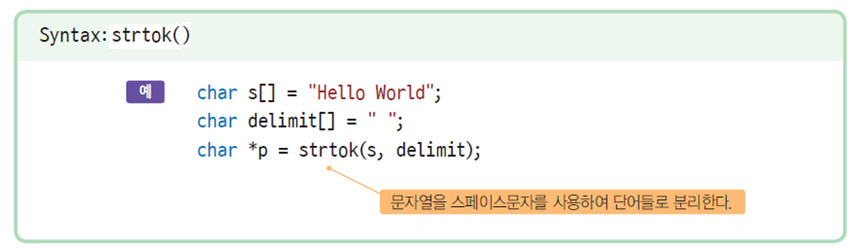 Syntax: strtok()
예
char s[] = "Hello World";
char delimit[] = " ";
char *p = strtok(s, delimit);
문자열을 스페이스문자를 사용하여 단어들로 분리한다.